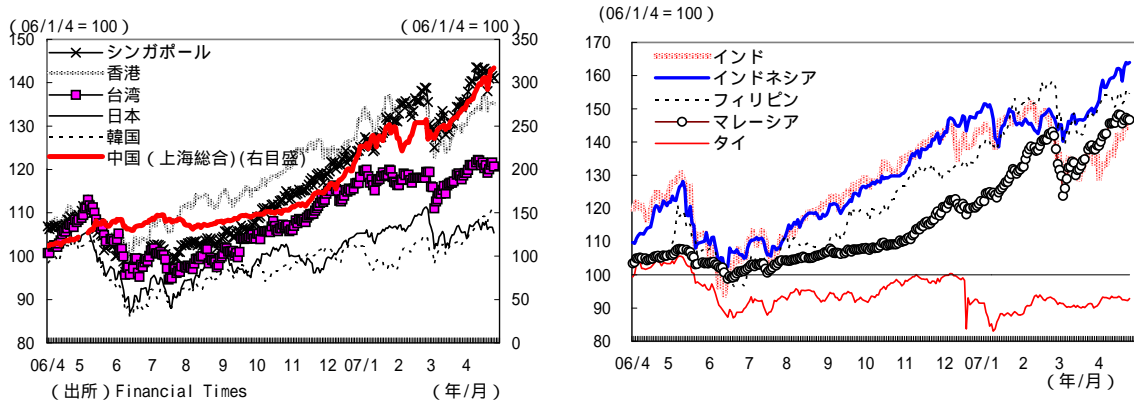 (06/1/4＝100)
(06/1/4＝100)
150
140
130
120
110
100
90
80
350
300
250
200
150
100
50
0
シンガポール
香港
台湾
日本
韓国
中国（上海総合）(右目盛)
06/4 5 6 7 8 9 10 11 12 07/1 2 3 4
（出所）Financial Times
（年/月）
(06/1/4＝100)
170
160
150
140
130
120
110
100
90
80
インド
インドネシア
フィリピン
マレーシア
タイ
06/4 5 6 7 8 9 10 11 12 07/1 2 3 4
（年/月）